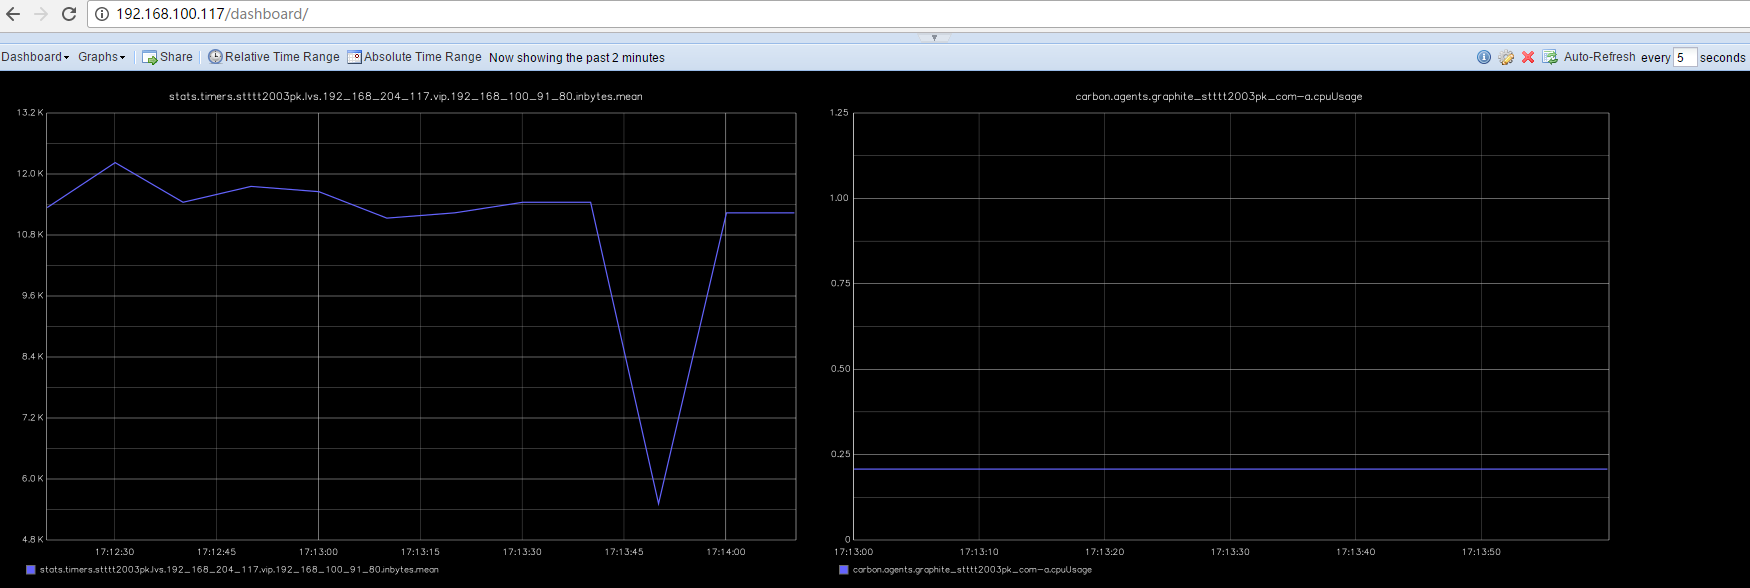 192.168.100.117/dashboard/
Dashboard Graphs Share Relative Time Range Absolute Time Range Now showing the past 2 minutes Auto-Refresh every 5 seconds
stats.timers.stttt2003pk.lvs.192_168_204_117.vip.192_168_100_91_80.inbytes.mean
13.2 K
12.0 K
10.8 K
9.6 K
8.4 K
7.2 K
6.0 K
4.8 K
17:12:30 17:12:45 17:13:00 17:13:15 17:13:30 17:13:45 17:14:00
stats.timers.stttt2003pk.lvs.192_168_204_117.vip.192_168_100_91_80.inbytes.mean
carbon.agents.graphite_stttt2003pk_com-a.cpuUsage
1.25
1.00
0.75
0.50
0.25
0
17:13:00 17:13:10 17:13:20 17:13:30 17:13:40 17:13:50
carbon.agents.graphite_stttt2003pk_com-a.cpuUsage